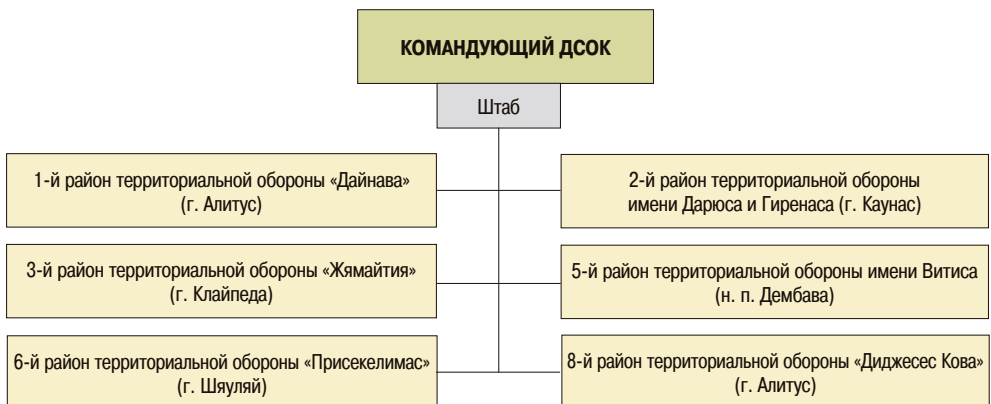 КОМАНДУЮЩИЙ ДСОК
Штаб
1-й район территориальной обороны «Дайнава»
(г. Алитус)
2-й район территориальной обороны
имени Дарюса и Гиренаса (г. Каунас)
3-й район территориальной обороны «Жямайтия»
(г. Клайпеда)
5-й район территориальной обороны имени Витиса
(н. п. Дембава)
6-й район территориальной обороны «Присекелимас»
(г. Шяуляй)
8-й район территориальной обороны «Диджесес Кова»
(г. Алитус)